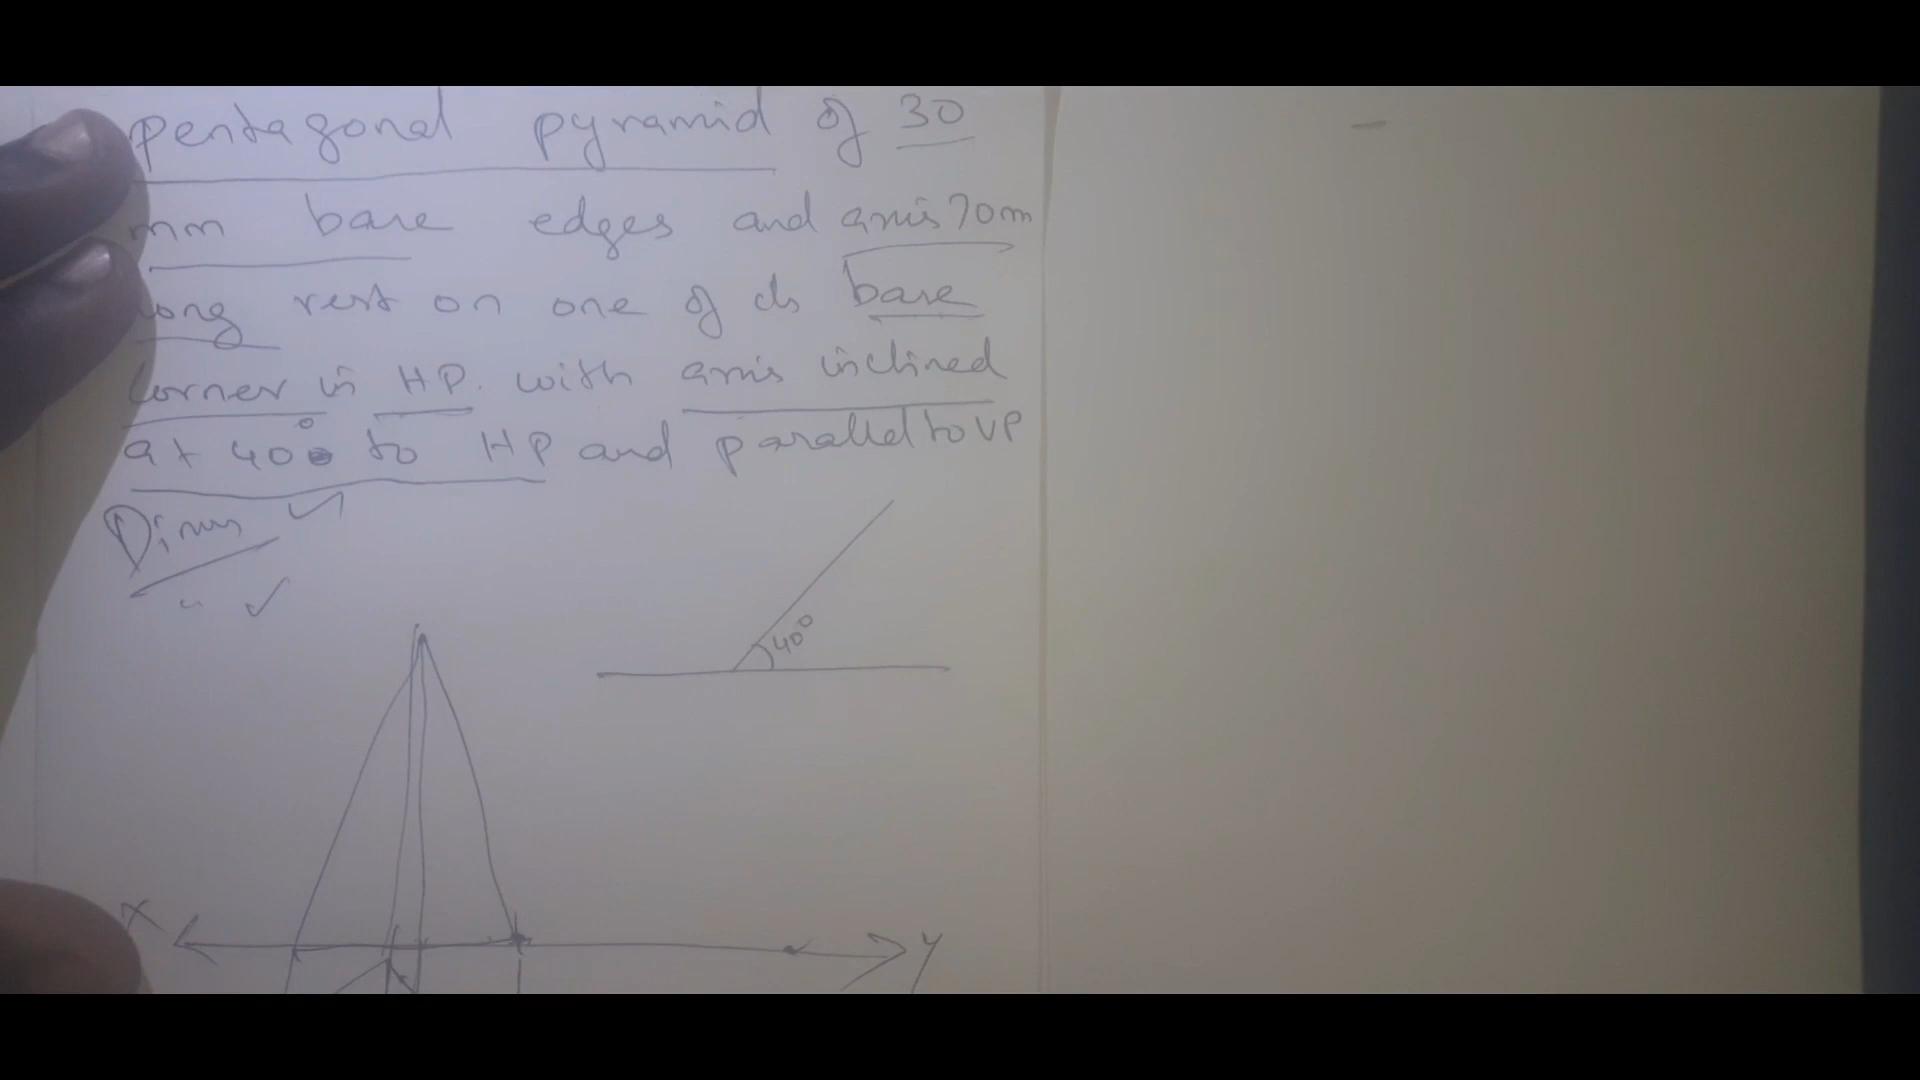 pentagonal pyramid of 30
mm base edges and axis 70m
long rest on one of its base
corner in HP. with axis inclined
at 40° to HP and parallel to VP
40°
X
Y